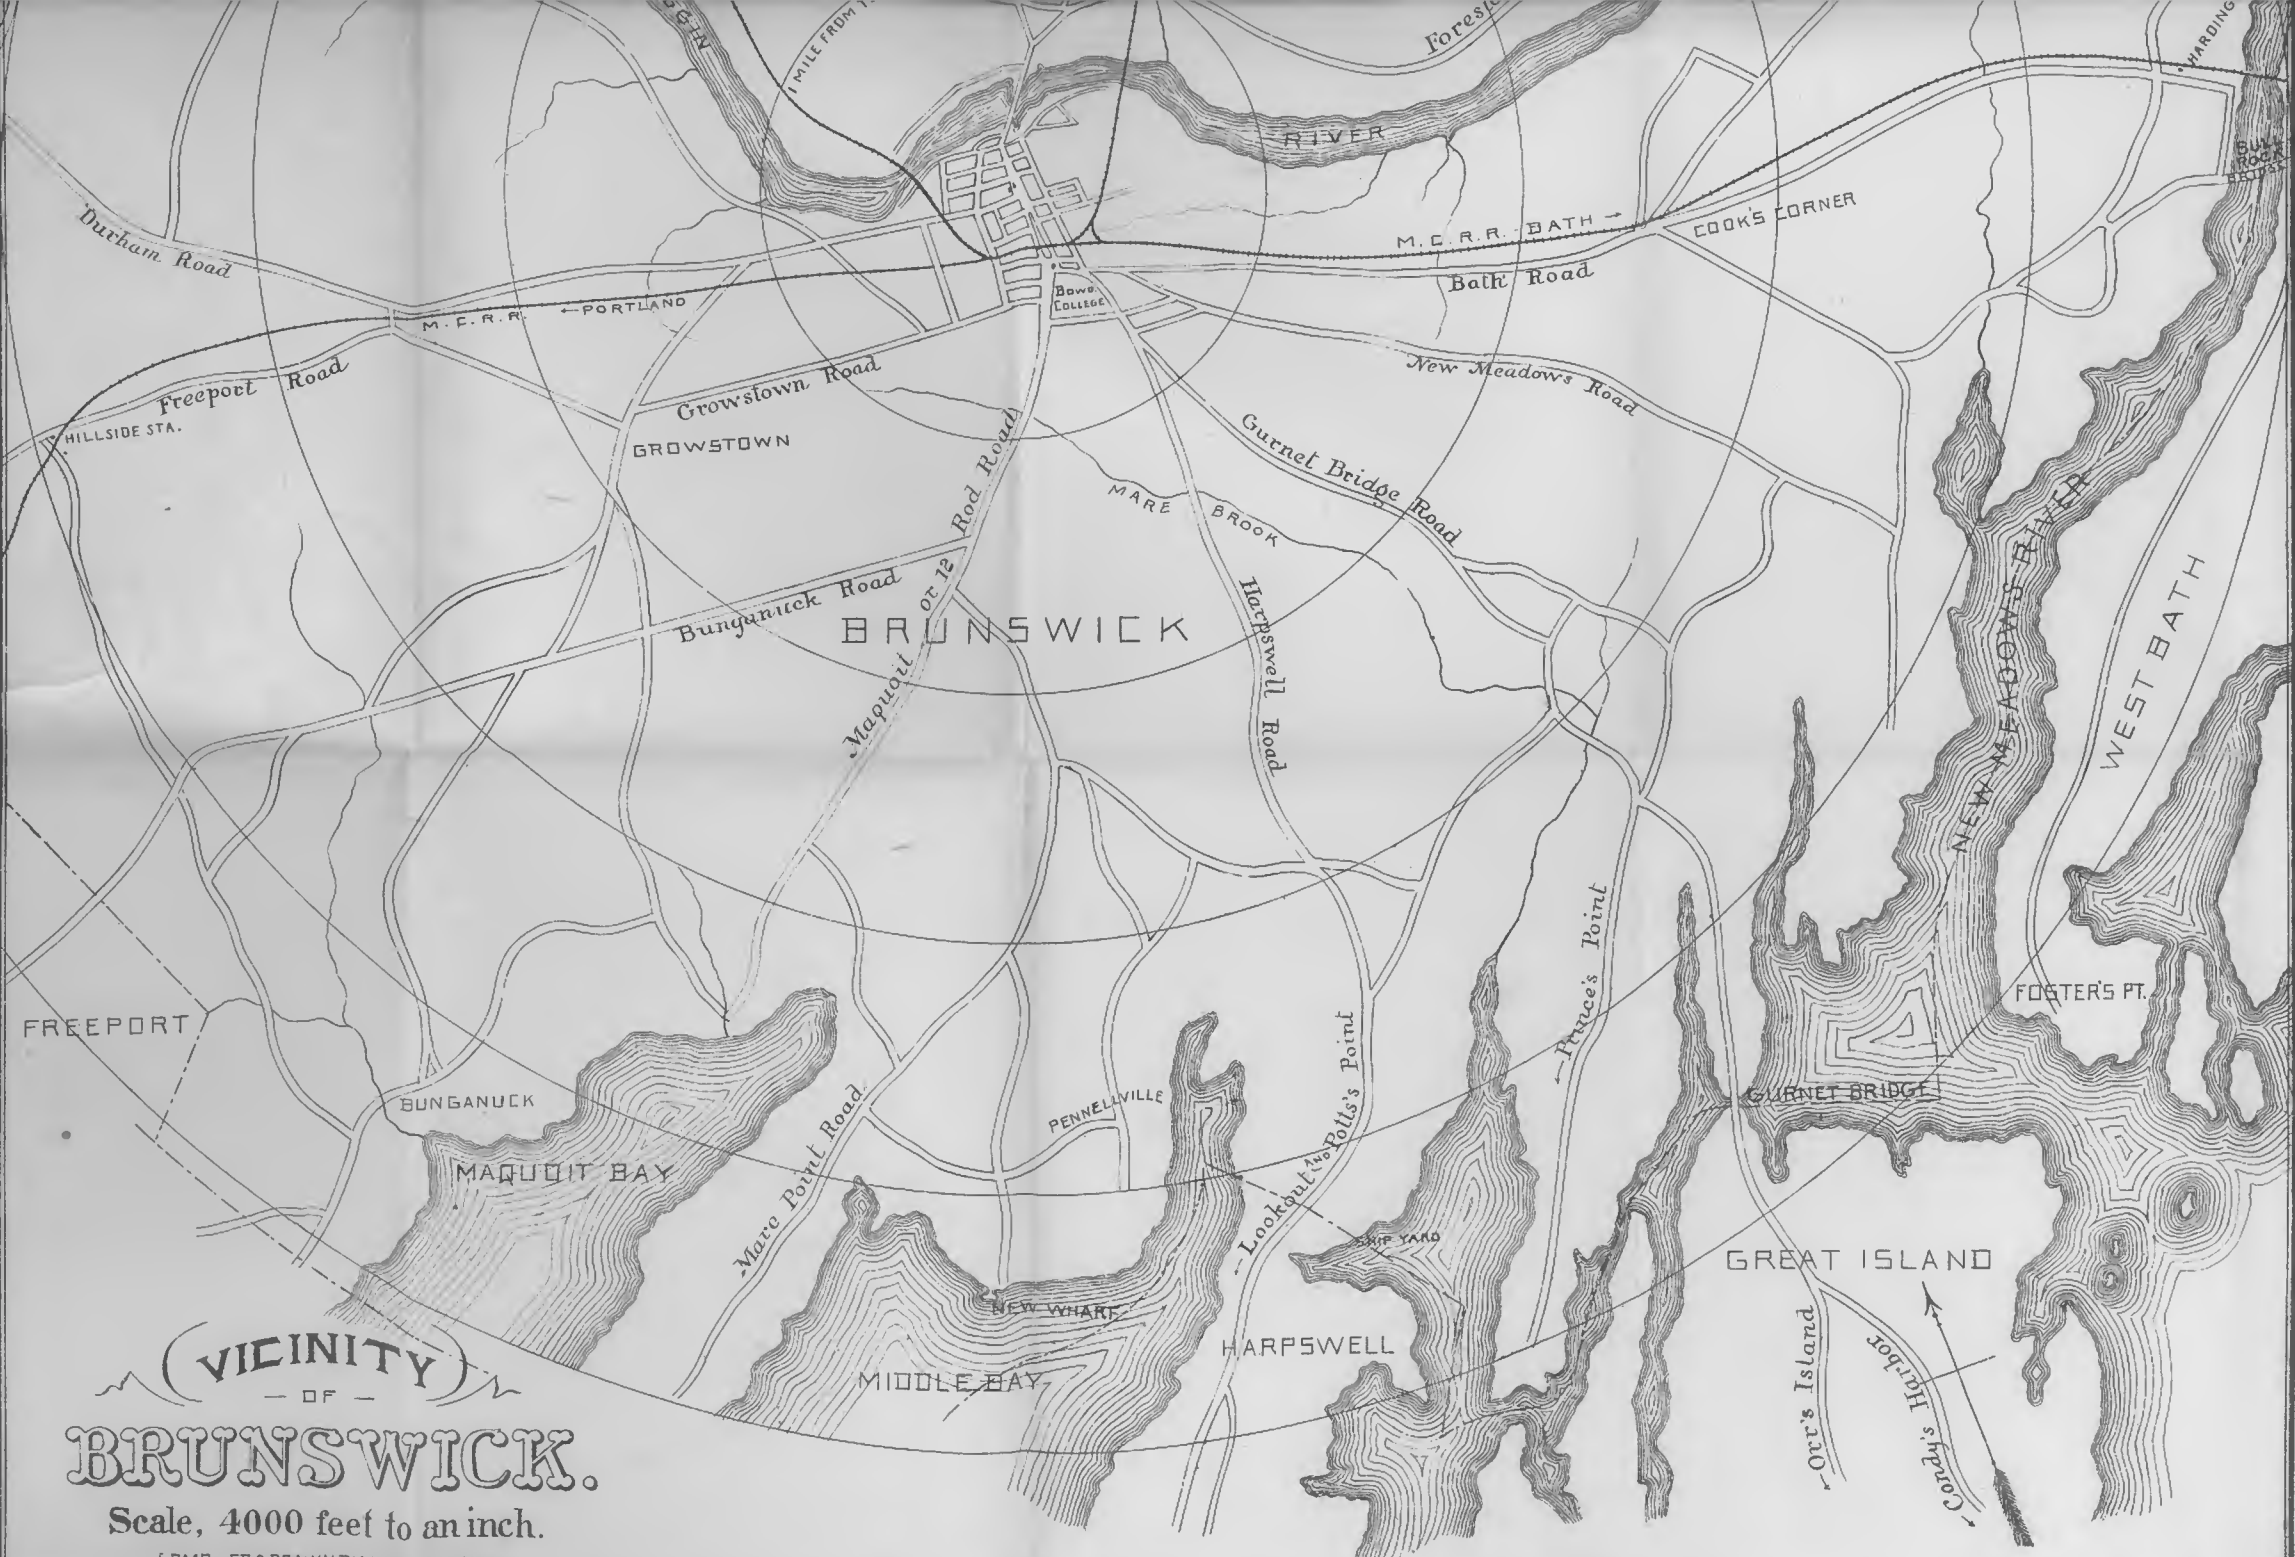 1 MILE FROM
RIVER
HARDING
Durham Road
M.C.R.R. ← PORTLAND
Freeport Road
HILLSIDE STA.
Growstown Road
GROWSTOWN
BOWD.
COLLEGE
M.C.R.R. - BATH →
Bath Road
COOK'S CORNER
BULL
ROCK
BRIDGE
New Meadows Road
Gurnet Bridge Road
MARE BROOK
Maquoit or 12 Rod Road
Bunganuck Road
BRUNSWICK
Harpswell Road
NEW MEADOWS RIVER
WEST BATH
FREEPORT
BUNGANUCK
MAQUOIT BAY
Mare Point Road
PENNELLVILLE
← Lookout AND Potts's Point
← Prince's Point
FOSTER'S PT.
GURNET BRIDGE
SHIP YARD
NEW WHARF
MIDDLE BAY
HARPSWELL
GREAT ISLAND
← Orr's Island
← Condy's Harbor
(VICINITY)
- OF -
BRUNSWICK.
Scale, 4000 feet to an inch.